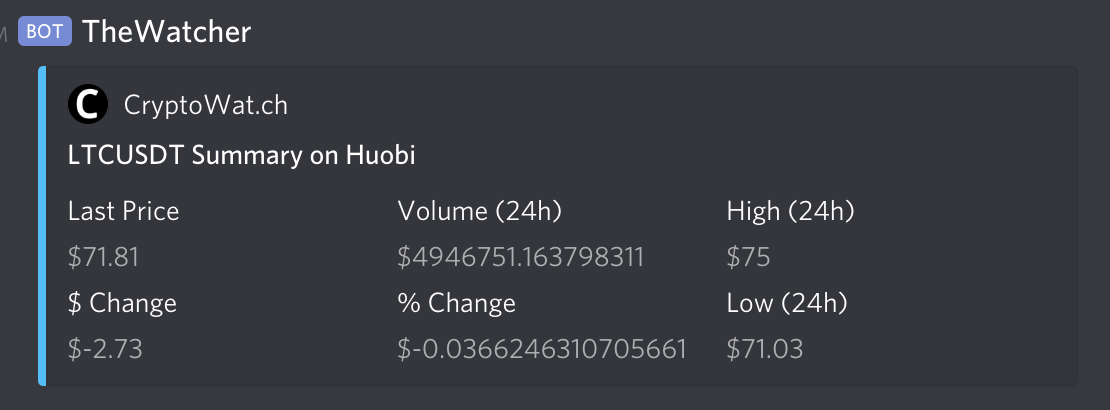 BOT TheWatcher
C CryptoWat.ch
LTCUSDT Summary on Huobi
Last Price Volume (24h) High (24h)
$71.81 $4946751.163798311 $75
$ Change % Change Low (24h)
$-2.73 $-0.0366246310705661 $71.03